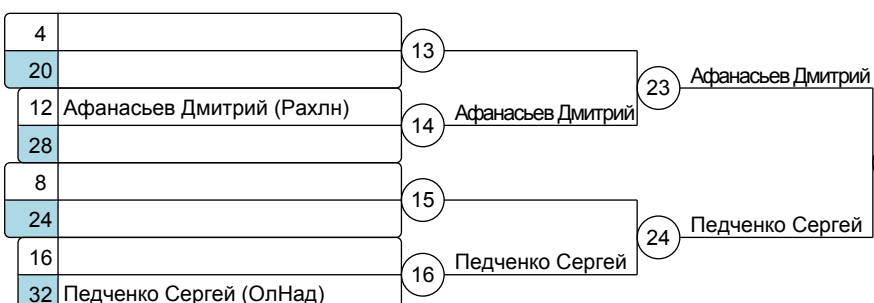 4
20
13
12 Афанасьев Дмитрий (Рахлн)
28
14
Афанасьев Дмитрий
23
Афанасьев Дмитрий
8
24
15
16
32 Педченко Сергей (ОлНад)
16
Педченко Сергей
24
Педченко Сергей